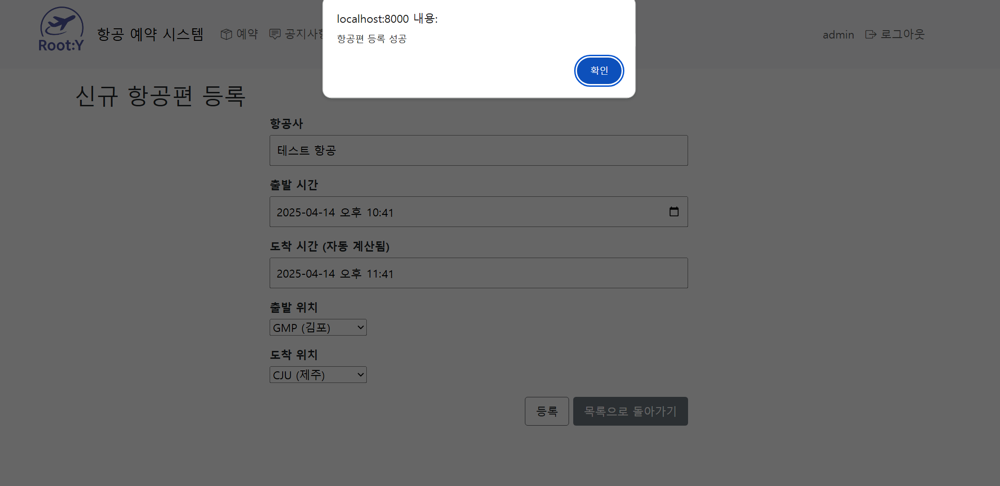 localhost:8000 내용:
항공편 등록 성공
확인
Root:Y
항공 예약 시스템
예약
공지사항
admin
로그아웃
신규 항공편 등록
항공사
테스트 항공
출발 시간
2025-04-14 오후 10:41
도착 시간 (자동 계산됨)
2025-04-14 오후 11:41
출발 위치
GMP (김포)
도착 위치
CJU (제주)
등록
목록으로 돌아가기